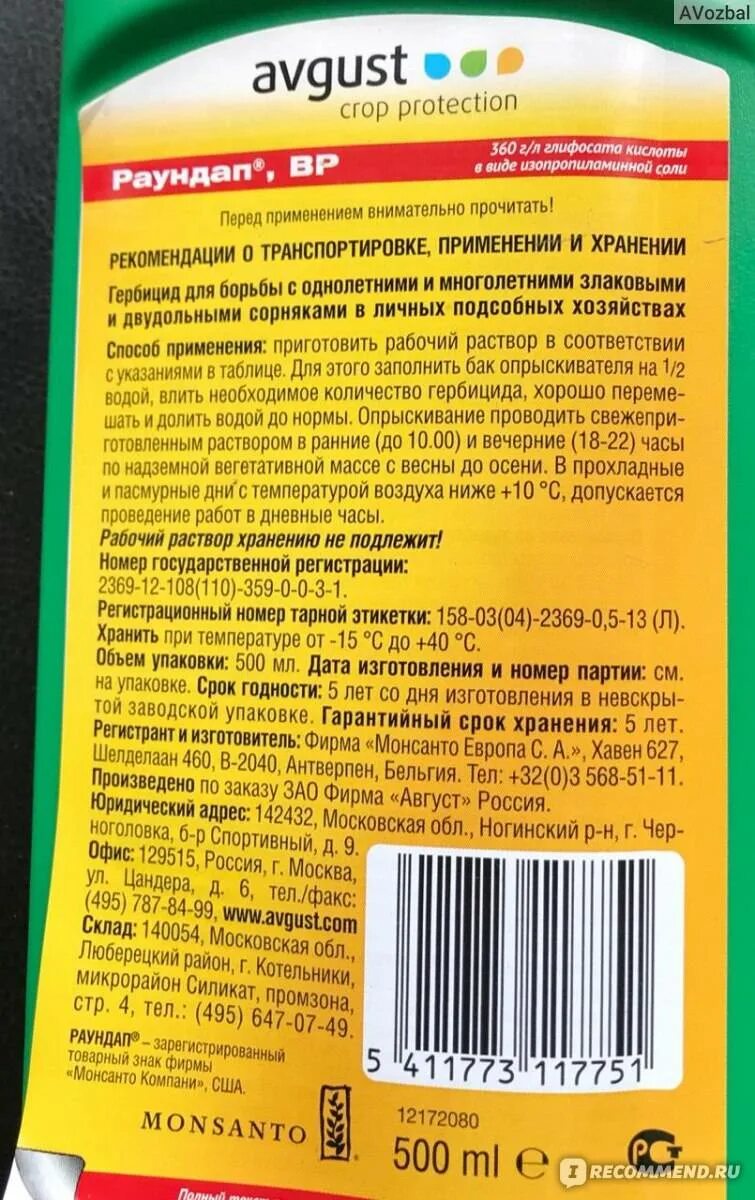 AVozbal
avgust
crop protection
Раундап®, ВР
360 г/л глифосата кислоты
в виде изопропиламинной соли
Перед применением внимательно прочитать!
РЕКОМЕНДАЦИИ О ТРАНСПОРТИРОВКЕ, ПРИМЕНЕНИИ И ХРАНЕНИИ
Гербицид для борьбы с однолетними и многолетними злаковыми
и двудольными сорняками в личных подсобных хозяйствах
Способ применения: приготовить рабочий раствор в соответствии
с указаниями в таблице. Для этого заполнить бак опрыскивателя на 1/2
водой, влить необходимое количество гербицида, хорошо переме-
шать и долить водой до нормы. Опрыскивание проводить свежепри-
готовленным раствором в ранние (до 10.00) и вечерние (18-22) часы
по надземной вегетативной массе с весны до осени. В прохладные
и пасмурные дни с температурой воздуха ниже +10 °С, допускается
проведение работ в дневные часы.
Рабочий раствор хранению не подлежит!
Номер государственной регистрации:
2369-12-108(110)-359-0-0-3-1.
Регистрационный номер тарной этикетки: 158-03(04)-2369-0,5-13 (Л).
Хранить при температуре от -15 °С до +40 °С.
Объем упаковки: 500 мл. Дата изготовления и номер партии: см.
на упаковке. Срок годности: 5 лет со дня изготовления в невскры-
той заводской упаковке. Гарантийный срок хранения: 5 лет.
Регистрант и изготовитель: Фирма «Монсанто Европа С. А.», Хавен 627,
Шелделаан 460, В-2040, Антверпен, Бельгия. Тел: +32(0)3 568-51-11.
Произведено по заказу ЗАО Фирма «Август» Россия.
Юридический адрес: 142432, Московская обл., Ногинский р-н, г. Чер-
ноголовка, б-р Спортивный, д. 9.
Офис: 129515, Россия, г. Москва,
ул. Цандера, д. 6, тел./факс:
(495) 787-84-99, www.avgust.com
Склад: 140054, Московская обл.,
Люберецкий район, г. Котельники,
микрорайон Силикат, промзона,
стр. 4, тел.: (495) 647-07-49.
РАУНДАП® – зарегистрированный
товарный знак фирмы
«Монсанто Компани», США.
5 411773 117751
MONSANTO
12172080
500 ml e
РСТ
Полный
IRECOMMEND.RU